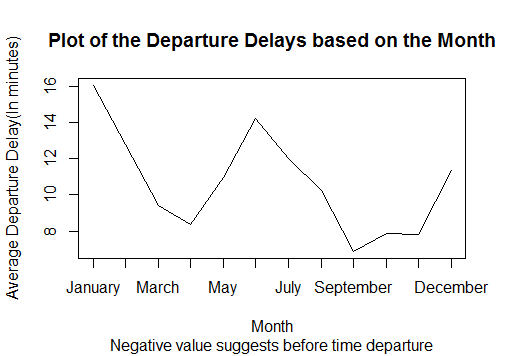 Plot of the Departure Delays based on the Month
Average Departure Delay(In minutes)
16
14
12
10
8
January March May July September December
Month
Negative value suggests before time departure